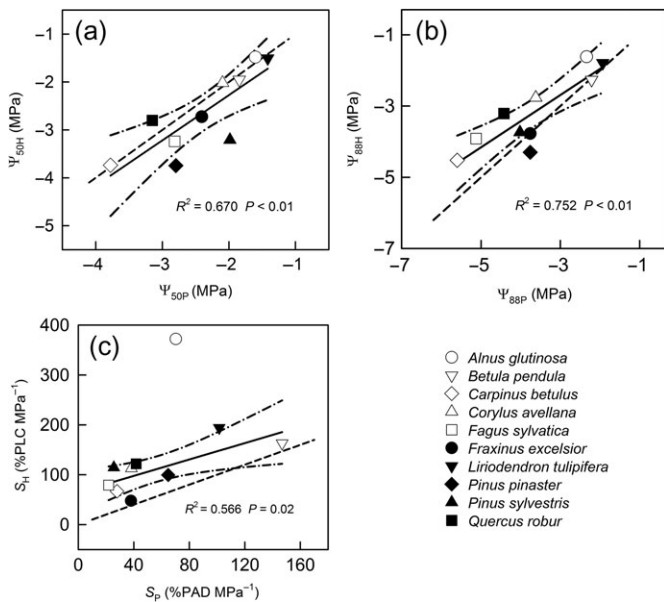 (a)
−1
−2
−3
−4
−5
Ψ50H (MPa)
R² = 0.670 P < 0.01
−4 −3 −2 −1
Ψ50P (MPa)
(b)
−1
−3
−5
−7
Ψ88H (MPa)
R² = 0.752 P < 0.01
−7 −5 −3 −1
Ψ88P (MPa)
(c)
400
300
200
100
0
SH (%PLC MPa−1)
R² = 0.566 P = 0.02
0 40 80 120 160
SP (%PAD MPa−1)
Alnus glutinosa
Betula pendula
Carpinus betulus
Corylus avellana
Fagus sylvatica
Fraxinus excelsior
Liriodendron tulipifera
Pinus pinaster
Pinus sylvestris
Quercus robur